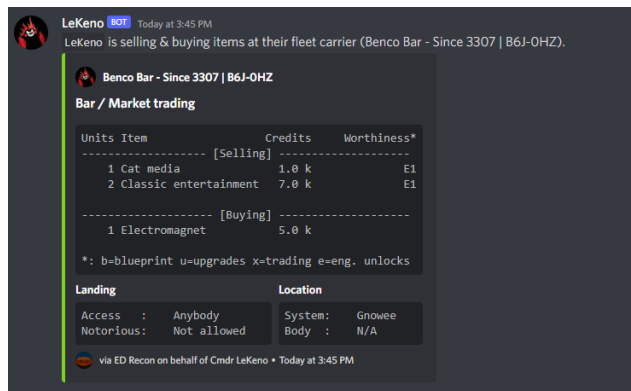 LeKeno BOT Today at 3:45 PM
LeKeno is selling & buying items at their fleet carrier (Benco Bar - Since 3307 | B6J-0HZ).
Benco Bar - Since 3307 | B6J-0HZ
Bar / Market trading
Units Item Credits Worthiness*
------------------- [Selling] --------------------
1 Cat media 1.0 k E1
2 Classic entertainment 7.0 k E1
-------------------- [Buying] --------------------
1 Electromagnet 5.0 k
*: b=blueprint u=upgrades x=trading e=eng. unlocks
Landing Location
Access : Anybody System: Gnowee
Notorious: Not allowed Body : N/A
via ED Recon on behalf of Cmdr LeKeno • Today at 3:45 PM